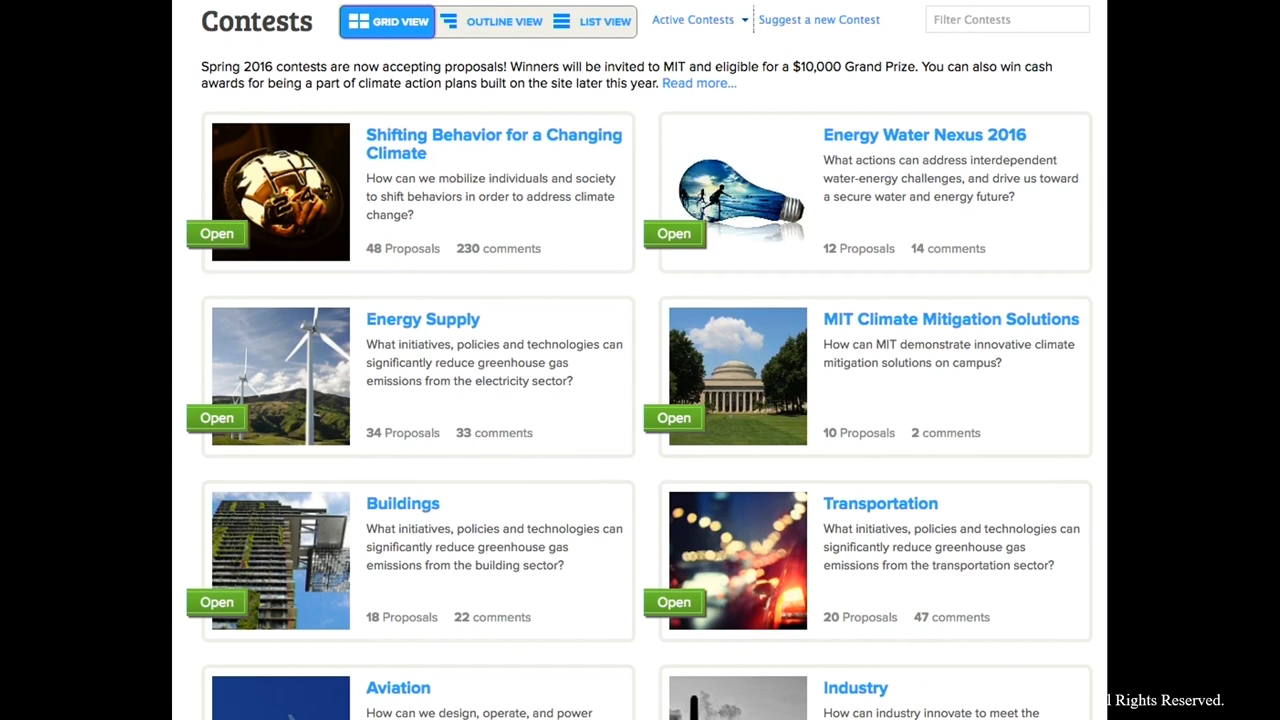 Contests
GRID VIEW
OUTLINE VIEW
LIST VIEW
Active Contests
Suggest a new Contest
Filter Contests
Spring 2016 contests are now accepting proposals! Winners will be invited to MIT and eligible for a $10,000 Grand Prize. You can also win cash
awards for being a part of climate action plans built on the site later this year. Read more...
Shifting Behavior for a Changing
Climate
How can we mobilize individuals and society
to shift behaviors in order to address climate
change?
Open
48 Proposals 230 comments
Energy Water Nexus 2016
What actions can address interdependent
water-energy challenges, and drive us toward
a secure water and energy future?
Open
12 Proposals 14 comments
Energy Supply
What initiatives, policies and technologies can
significantly reduce greenhouse gas
emissions from the electricity sector?
Open
34 Proposals 33 comments
MIT Climate Mitigation Solutions
How can MIT demonstrate innovative climate
mitigation solutions on campus?
Open
10 Proposals 2 comments
Buildings
What initiatives, policies and technologies can
significantly reduce greenhouse gas
emissions from the building sector?
Open
18 Proposals 22 comments
Transportation
What initiatives, policies and technologies can
significantly reduce greenhouse gas
emissions from the transportation sector?
Open
20 Proposals 47 comments
Aviation
How can we design, operate, and power
Industry
How can industry innovate to meet the
l Rights Reserved.